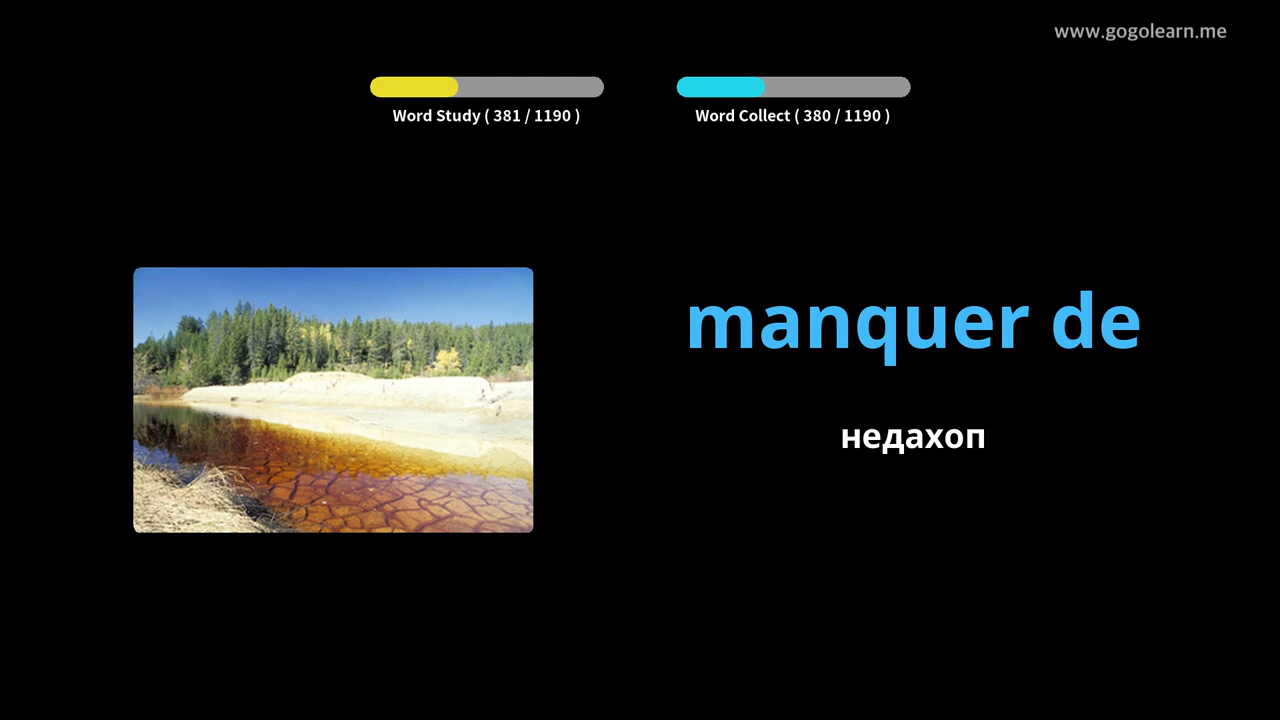 www.gogolearn.me
Word Study ( 381 / 1190 )
Word Collect ( 380 / 1190 )
manquer de
недахоп